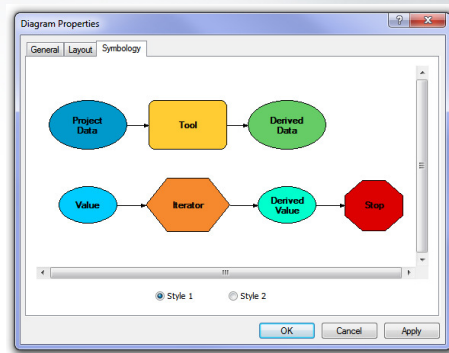 Diagram Properties
General Layout Symbology
Project Data
Tool
Derived Data
Value
Iterator
Derived Value
Stop
Style 1 Style 2
OK Cancel Apply